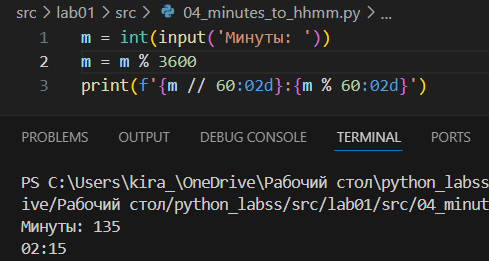 src > lab01 > src > 04_minutes_to_hhmm.py > ...
1 m = int(input('Минуты: '))
2 m = m % 3600
3 print(f'{m // 60:02d}:{m % 60:02d}')
PROBLEMS OUTPUT DEBUG CONSOLE TERMINAL PORTS
PS C:\Users\kira_\OneDrive\Рабочий стол\python_labss
ive/Рабочий стол/python_labss/src/lab01/src/04_minut
Минуты: 135
02:15